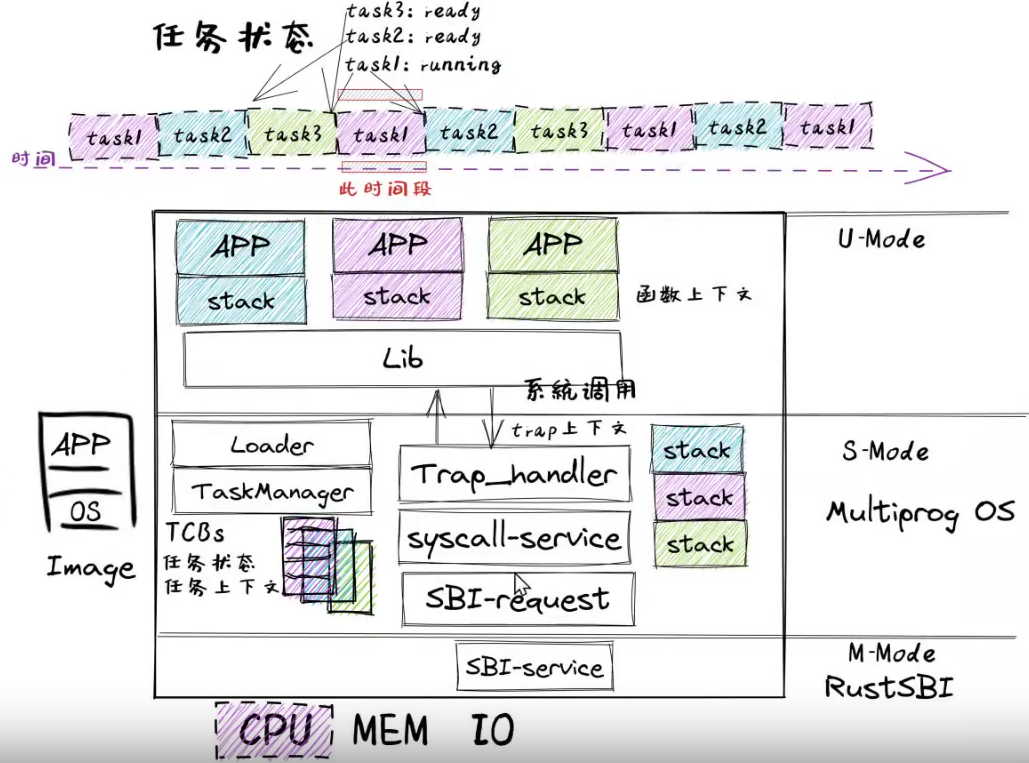 任务状态
task3: ready
task2: ready
task1: running
task1 task2 task3 task1 task2 task3 task1 task2 task1
时间
此时间段
APP APP APP
stack stack stack
函数上下文
U-Mode
Lib
系统调用
trap上下文
APP
OS
Image
Loader
TaskManager
TCBs
任务状态
任务上下文
Trap_handler
syscall-service
SBI-request
stack
stack
stack
S-Mode
Multiprog OS
SBI-service
M-Mode
RustSBI
CPU MEM IO